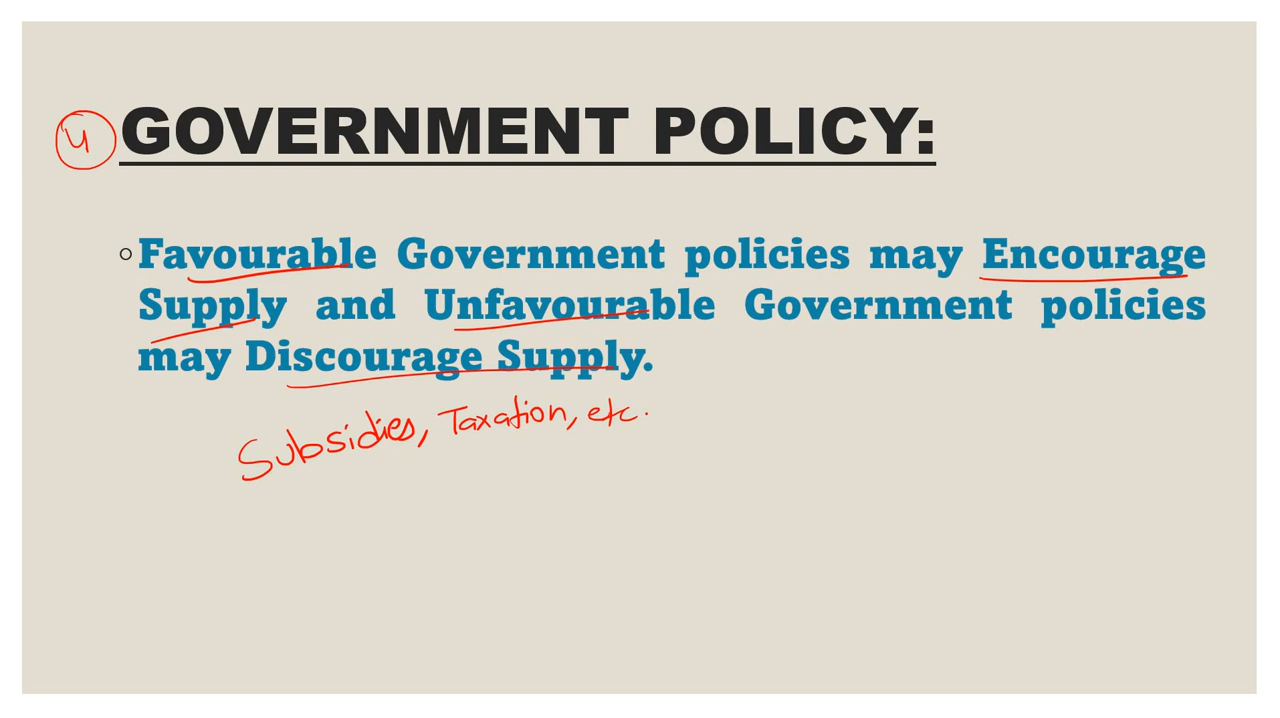 4 GOVERNMENT POLICY:
◦Favourable Government policies may Encourage
Supply and Unfavourable Government policies
may Discourage Supply.
Subsidies, Taxation, etc.